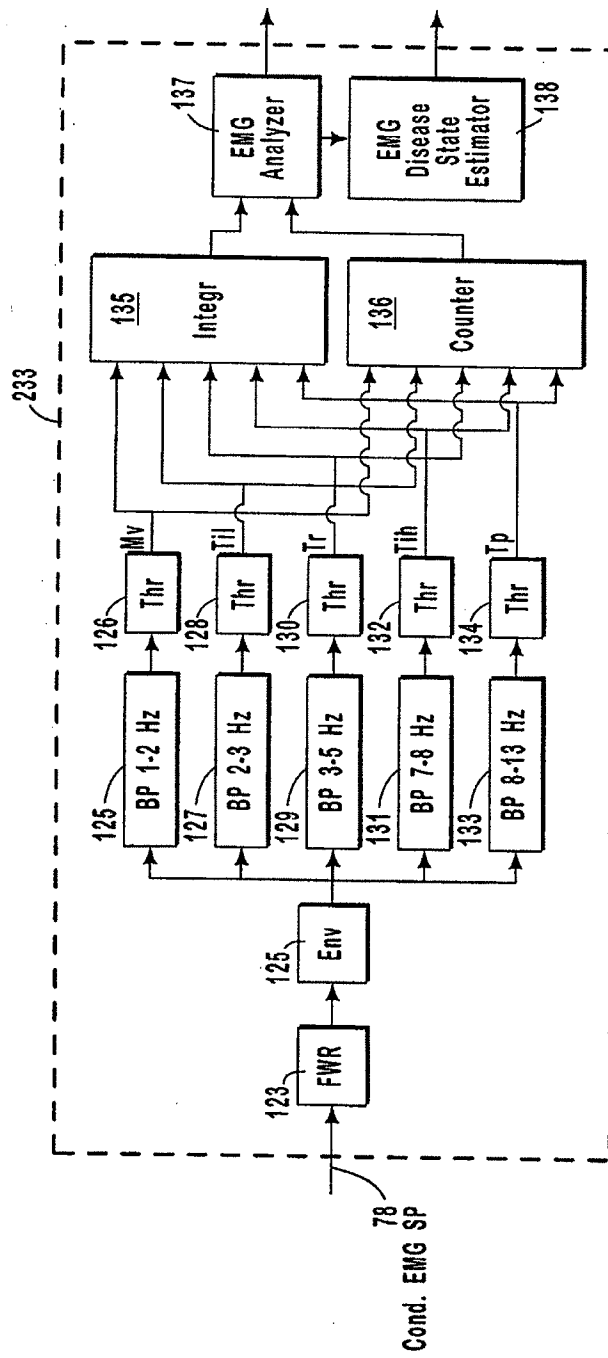 233
78
Cond. EMG SP
123
FWR
125
Env
125
BP 1-2 Hz
126
Thr
Mv
127
BP 2-3 Hz
128
Thr
Til
129
BP 3-5 Hz
130
Thr
Tr
131
BP 7-8 Hz
132
Thr
Tih
133
BP 8-13 Hz
134
Thr
Tp
135
Integr
136
Counter
137
EMG
Analyzer
EMG
Disease
State
Estimator
138